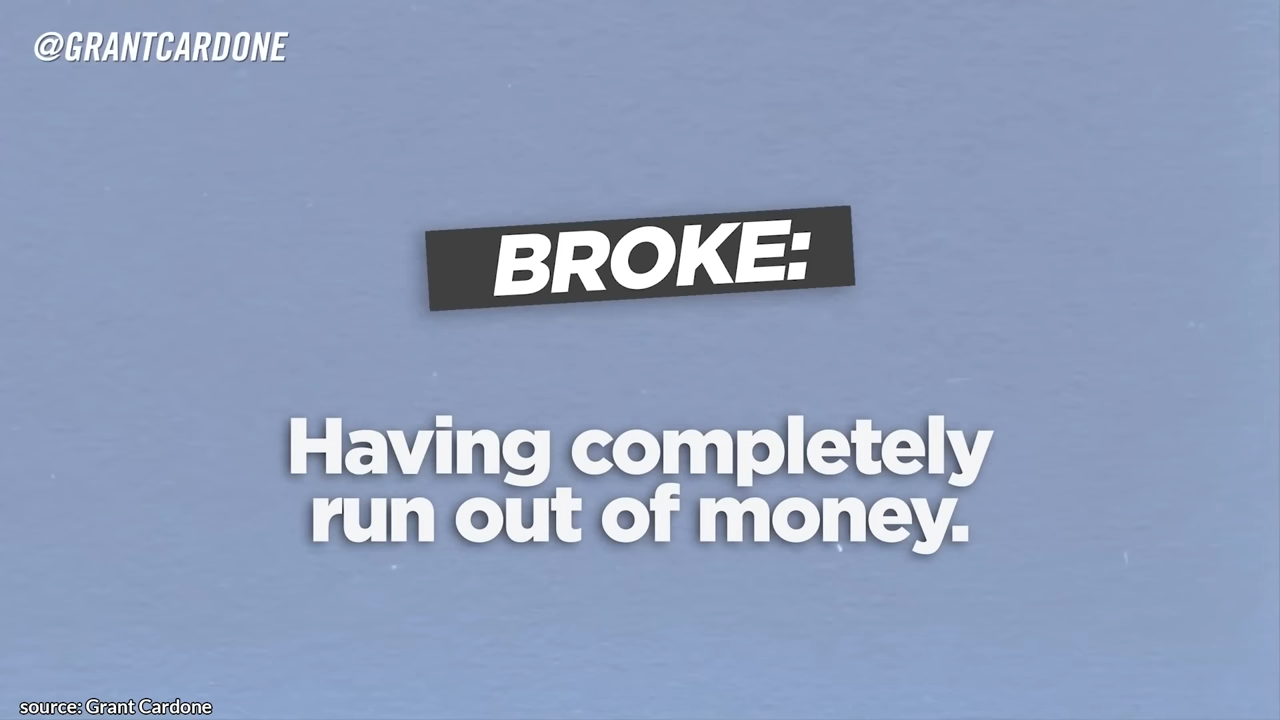 @GRANTCARDONE
BROKE:
Having completely
run out of money.
source: Grant Cardone